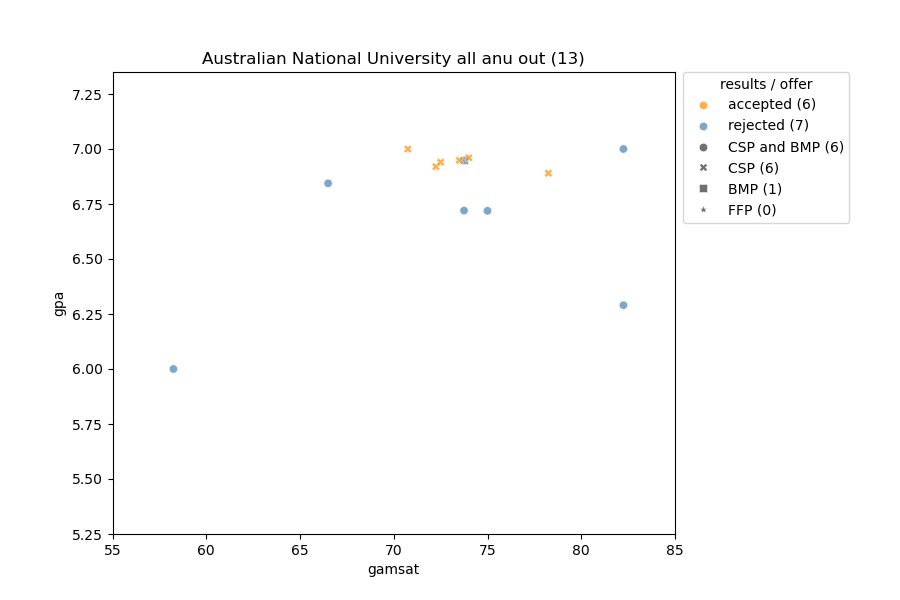 Australian National University all anu out (13)
results / offer
accepted (6)
rejected (7)
CSP and BMP (6)
CSP (6)
BMP (1)
FFP (0)
7.25
7.00
6.75
6.50
6.25
6.00
5.75
5.50
5.25
gpa
55 60 65 70 75 80 85
gamsat